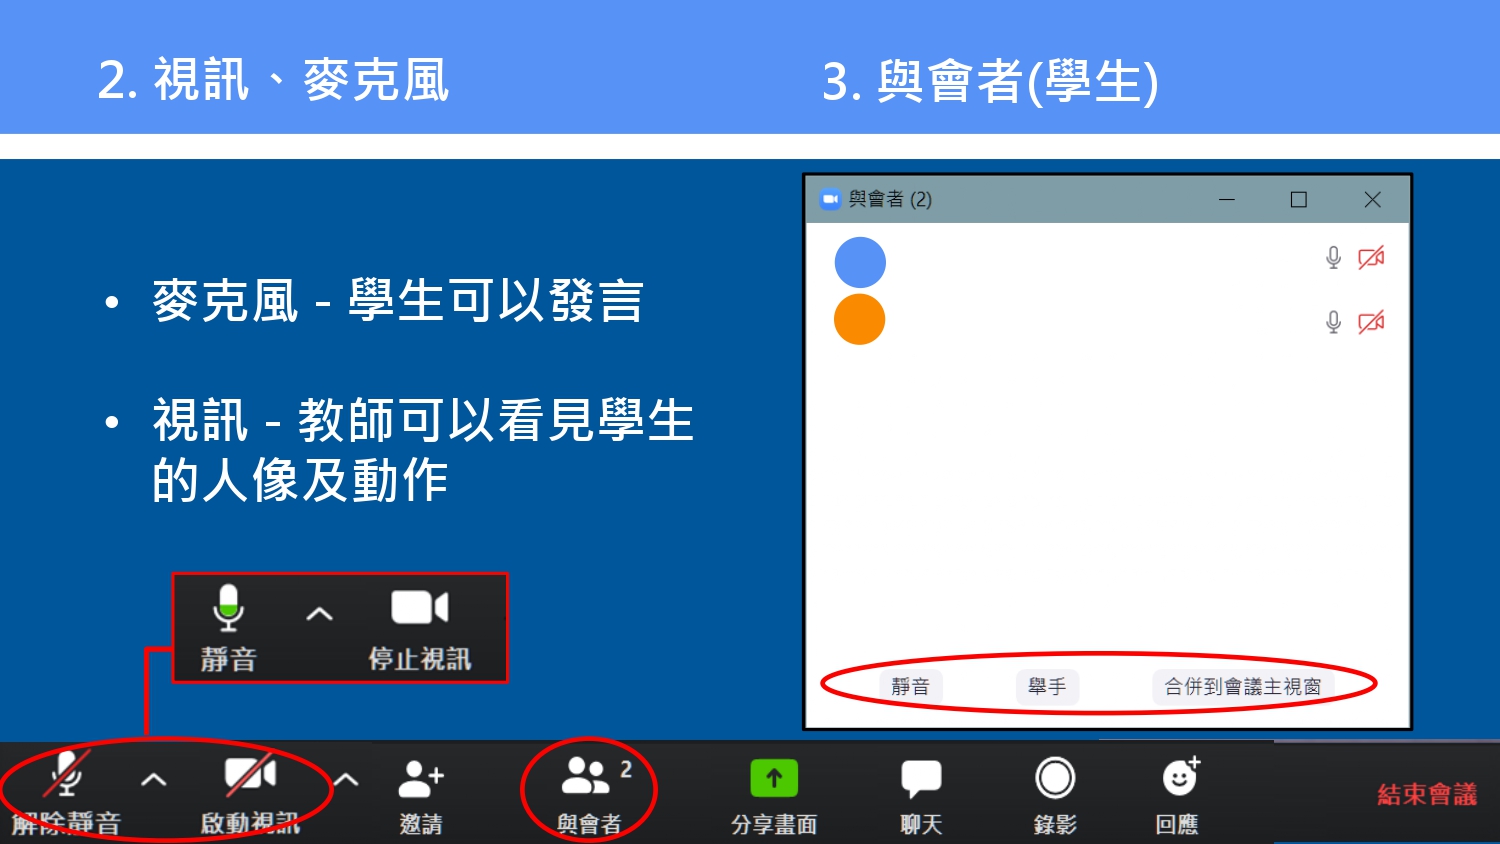 2. 視訊、麥克風
3. 與會者(學生)
• 麥克風 - 學生可以發言
• 視訊 - 教師可以看見學生
的人像及動作
靜音
停止視訊
與會者 (2)
靜音
舉手
合併到會議主視窗
解除靜音
啟動視訊
邀請
與會者
2
分享畫面
聊天
錄影
回應
結束會議